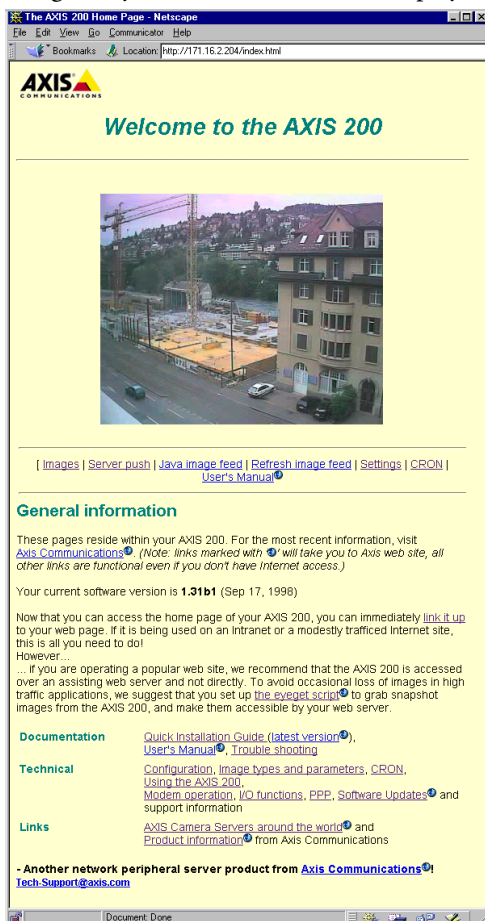 The AXIS 200 Home Page - Netscape
File Edit View Go Communicator Help
Bookmarks Location: http://171.16.2.204/index.html
AXIS
COMMUNICATIONS
Welcome to the AXIS 200
[ Images | Server push | Java image feed | Refresh image feed | Settings | CRON |
User's Manual
General information
These pages reside within your AXIS 200. For the most recent information, visit
Axis Communications. (Note: links marked with '' will take you to Axis web site, all
other links are functional even if you don't have Internet access.)
Your current software version is 1.31b1 (Sep 17, 1998)
Now that you can access the home page of your AXIS 200, you can immediately link it up
to your web page. If it is being used on an Intranet or a modestly trafficed Internet site,
this is all you need to do!
However...
... if you are operating a popular web site, we recommend that the AXIS 200 is accessed
over an assisting web server and not directly. To avoid occasional loss of images in high
traffic applications, we suggest that you set up the eyeget script to grab snapshot
images from the AXIS 200, and make them accessible by your web server.
Documentation Quick Installation Guide (latest version),
User's Manual, Trouble shooting
Technical Configuration, Image types and parameters, CRON,
Using the AXIS 200,
Modem operation, I/O functions, PPP, Software Updates and
support information
Links AXIS Camera Servers around the world and
Product information from Axis Communications
- Another network peripheral server product from Axis Communications!
Tech-Support@axis.com
Document: Done